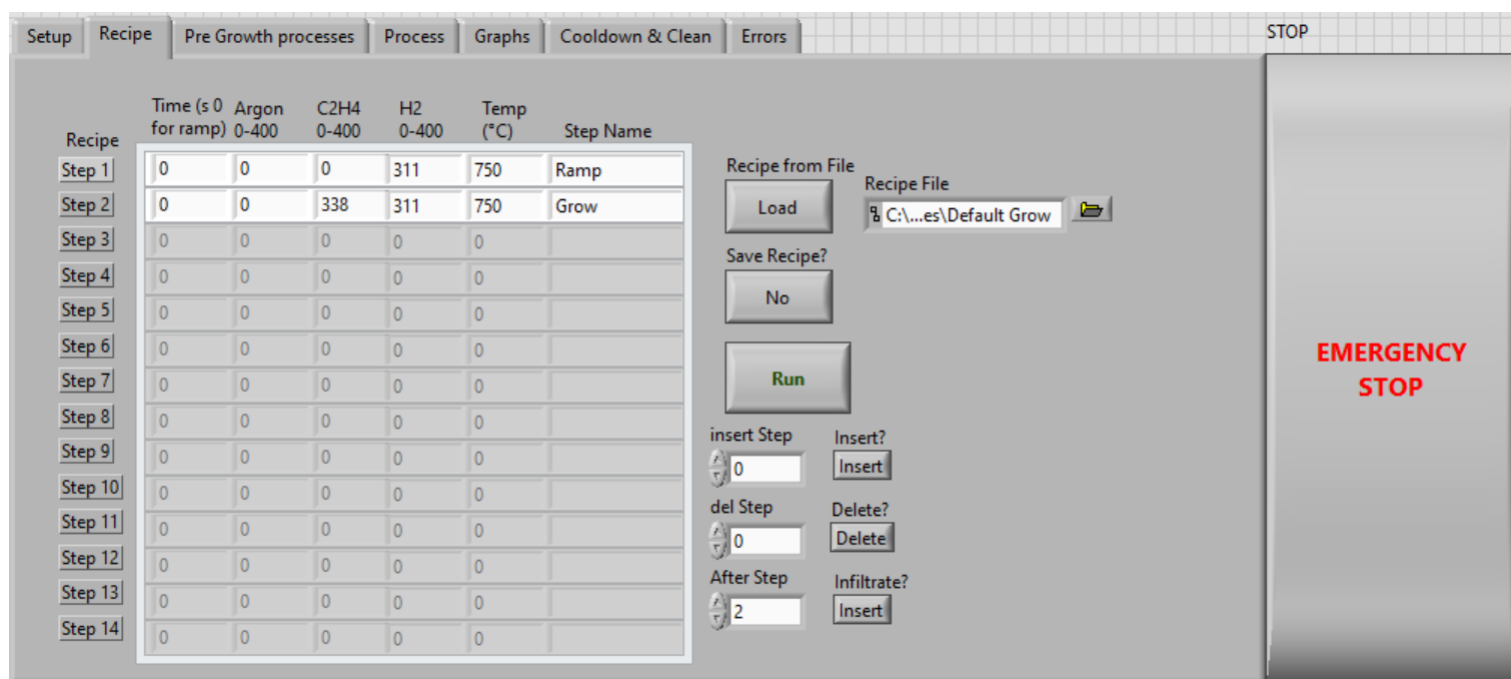 Setup Recipe Pre Growth processes Process Graphs Cooldown & Clean Errors STOP
Time (s 0 Argon C2H4 H2 Temp
Recipe for ramp) 0-400 0-400 0-400 (°C) Step Name
Step 1 0 0 0 311 750 Ramp
Step 2 0 0 338 311 750 Grow
Step 3 0 0 0 0 0
Step 4 0 0 0 0 0
Step 5 0 0 0 0 0
Step 6 0 0 0 0 0
Step 7 0 0 0 0 0
Step 8 0 0 0 0 0
Step 9 0 0 0 0 0
Step 10 0 0 0 0 0
Step 11 0 0 0 0 0
Step 12 0 0 0 0 0
Step 13 0 0 0 0 0
Step 14 0 0 0 0 0
Recipe from File
Recipe File
Load C:\...es\Default Grow
Save Recipe?
No
Run
insert Step Insert?
0 Insert
del Step Delete?
0 Delete
After Step Infiltrate?
2 Insert
EMERGENCY
STOP